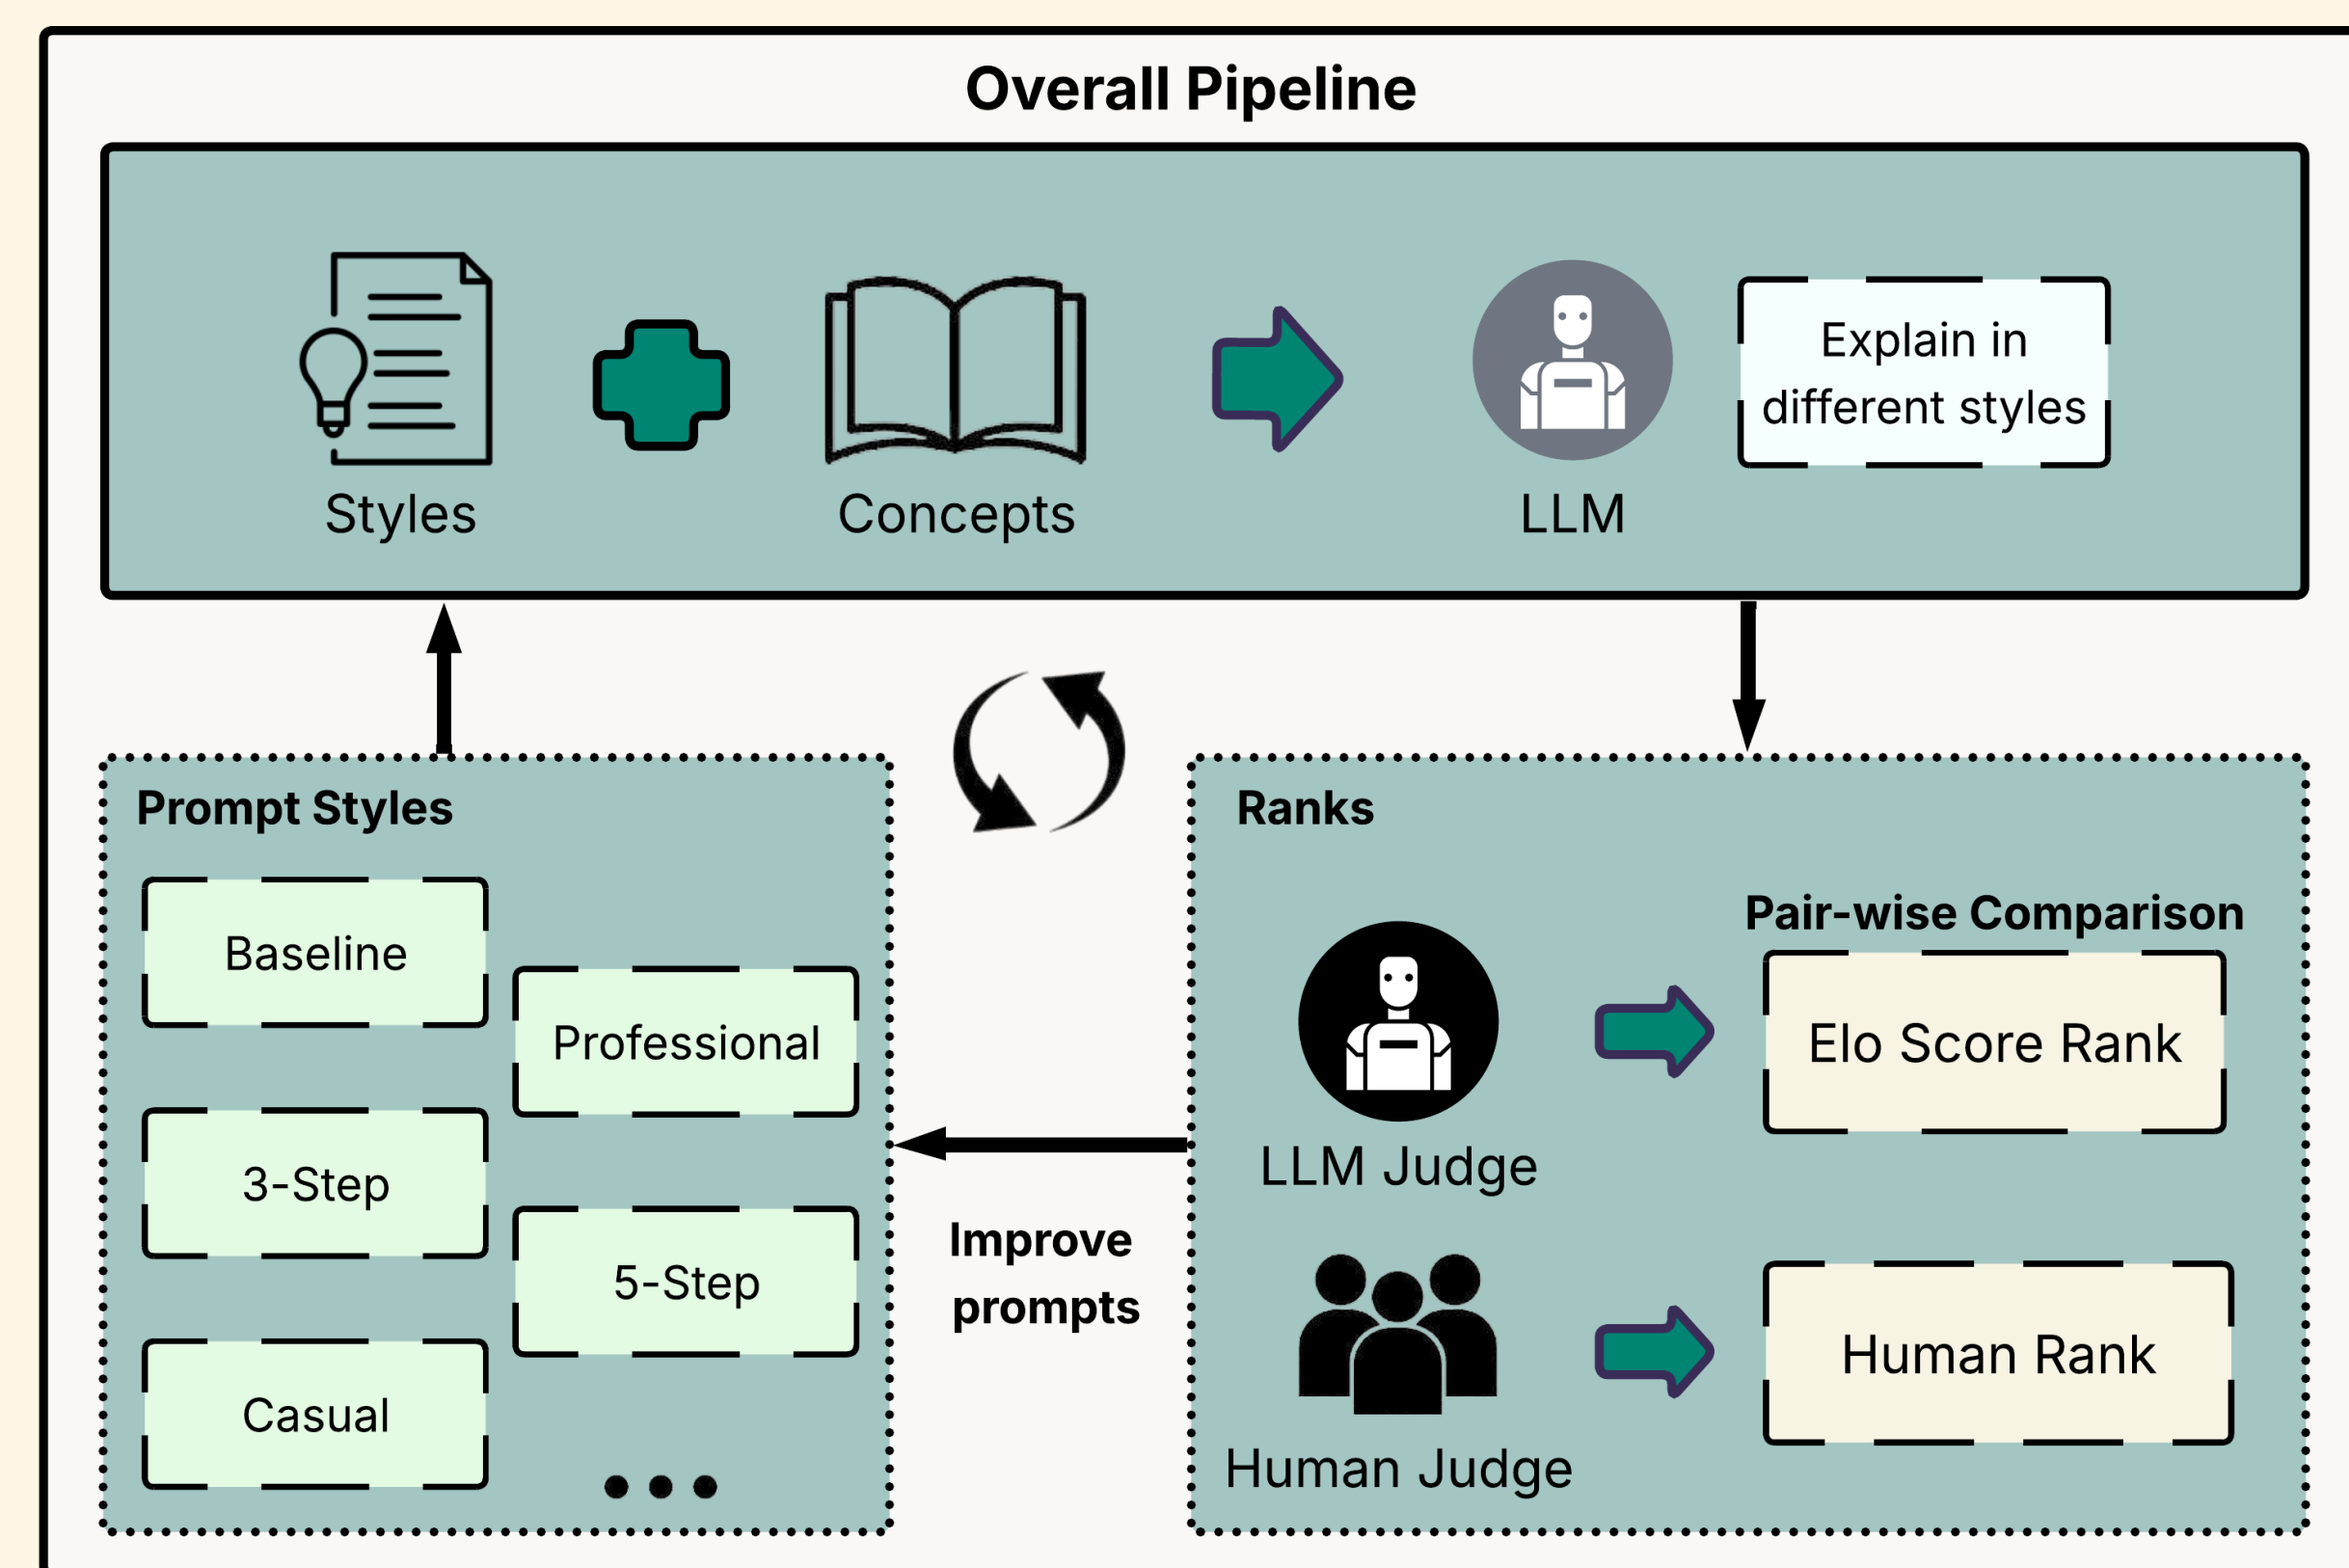 Overall Pipeline
Styles
Concepts
LLM
Explain in
different styles
Prompt Styles
Baseline
Professional
3-Step
5-Step
Casual
...
Improve
prompts
Ranks
Pair-wise Comparison
LLM Judge
Elo Score Rank
Human Judge
Human Rank